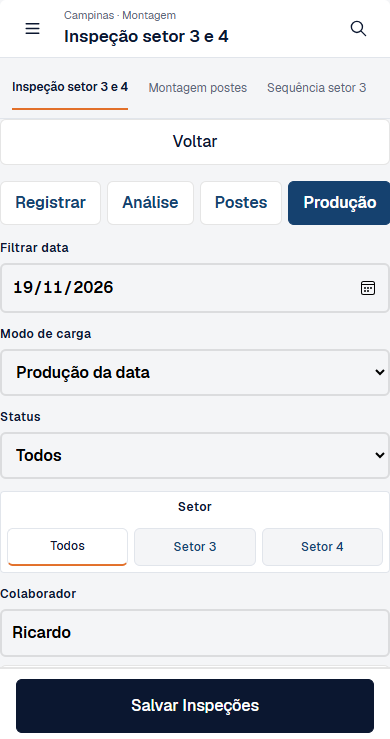 Campinas · Montagem
Inspeção setor 3 e 4
Inspeção setor 3 e 4
Montagem postes
Sequência setor 3
Voltar
Registrar
Análise
Postes
Produção
Filtrar data
19/11/2026
Modo de carga
Produção da data
Status
Todos
Setor
Todos
Setor 3
Setor 4
Colaborador
Ricardo
Salvar Inspeções